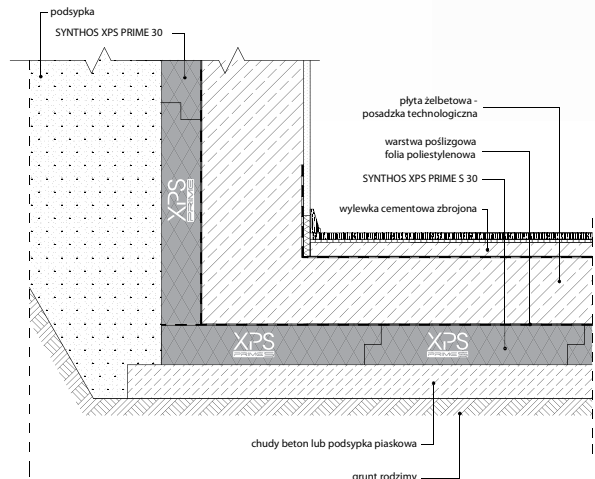 podsypka
SYNTHOS XPS PRIME 30
płyta żelbetowa -
posadzka technologiczna
warstwa poślizgowa
folia poliestylenowa
SYNTHOS XPS PRIME S 30
wylewka cementowa zbrojona
XPS
PRIME
XPS
PRIME S
XPS
PRIME S
chudy beton lub podsypka piaskowa
grunt rodzimy